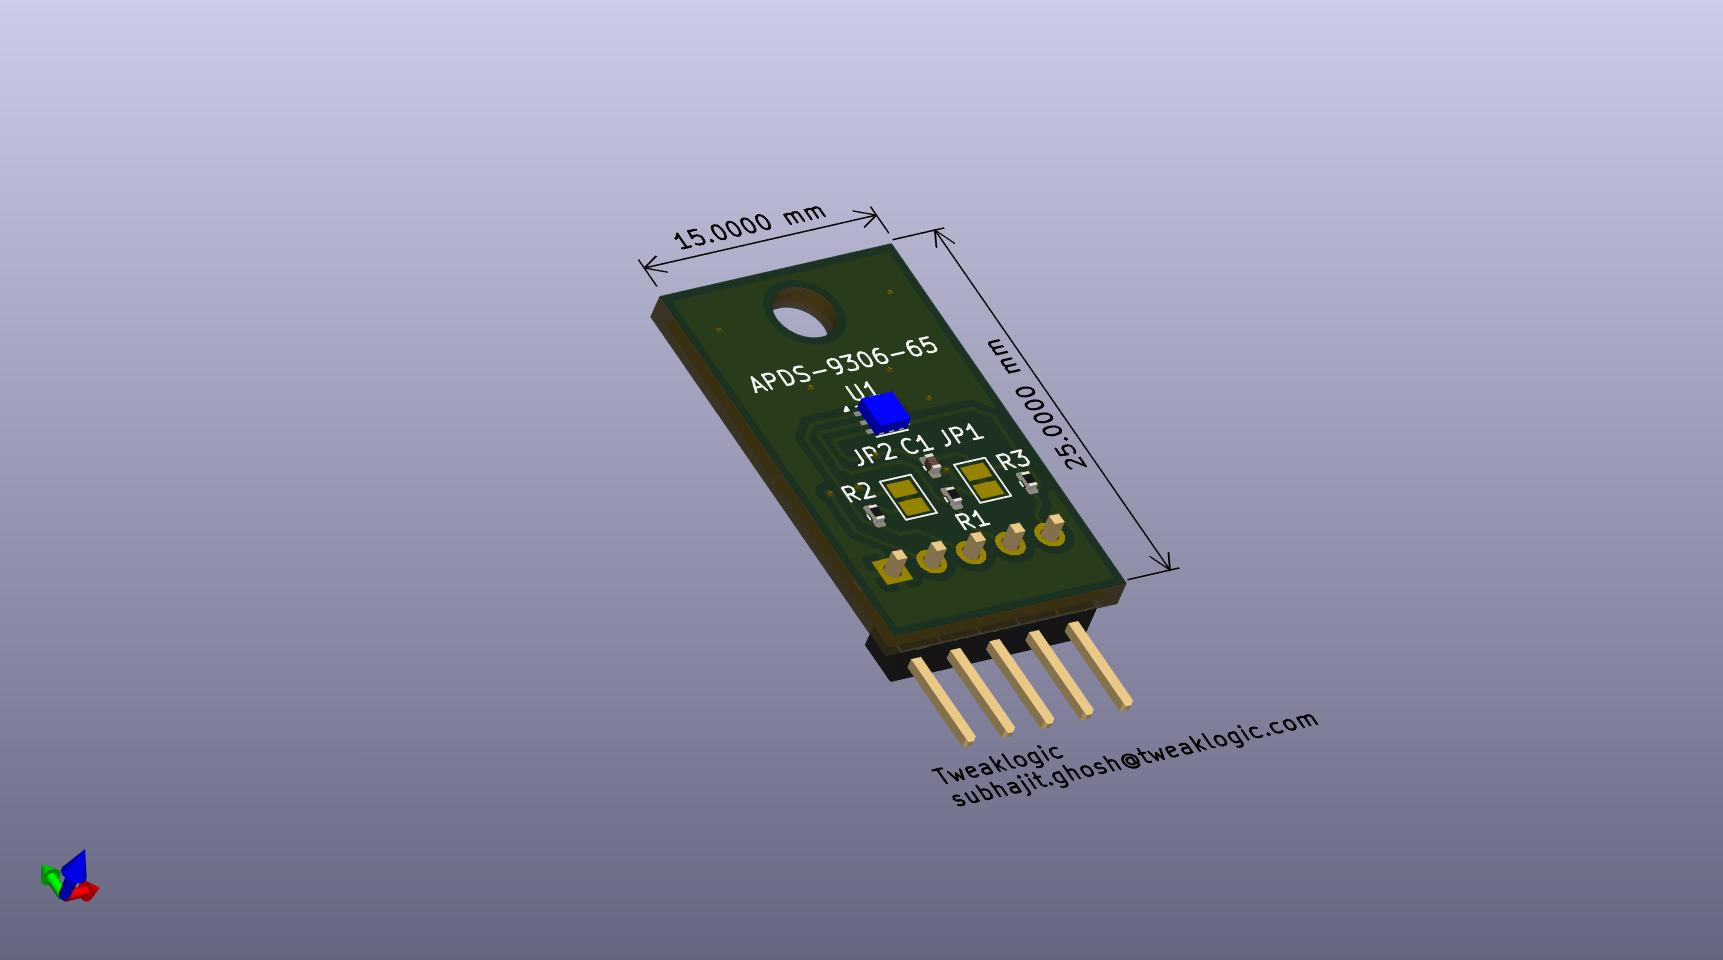 15.0000 mm
25.0000 mm
APDS-9306-65
U1
JP2 C1 JP1
R2
R3
R1
Tweaklogic
subhajit.ghosh@tweaklogic.com